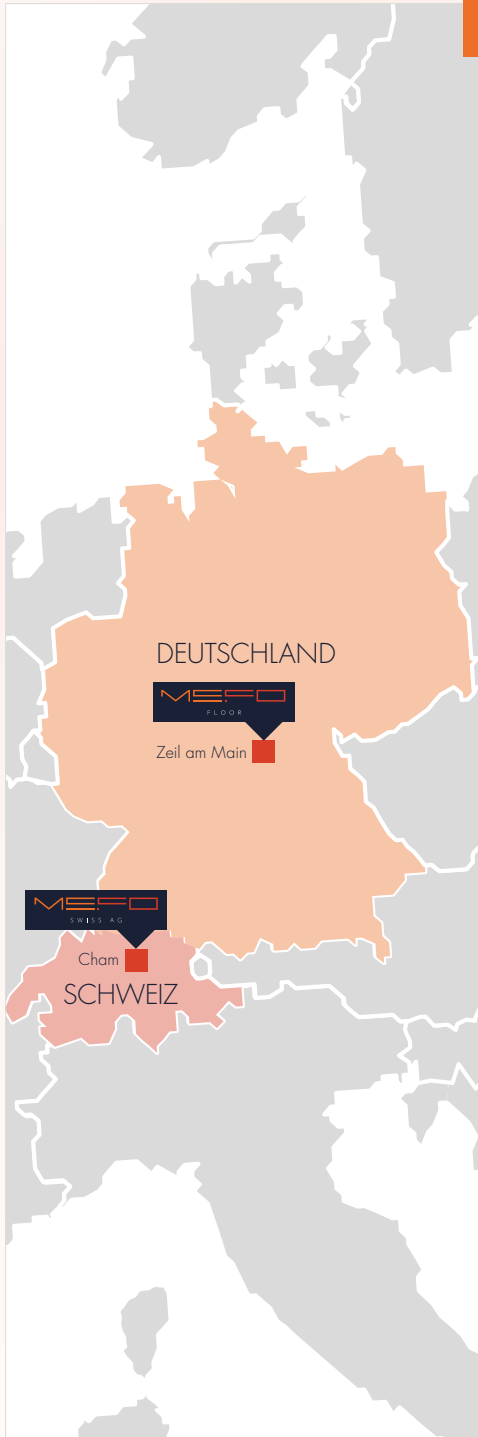 DEUTSCHLAND
MEFO
FLOOR
Zeil am Main
MEFO
SWISS AG
Cham
SCHWEIZ